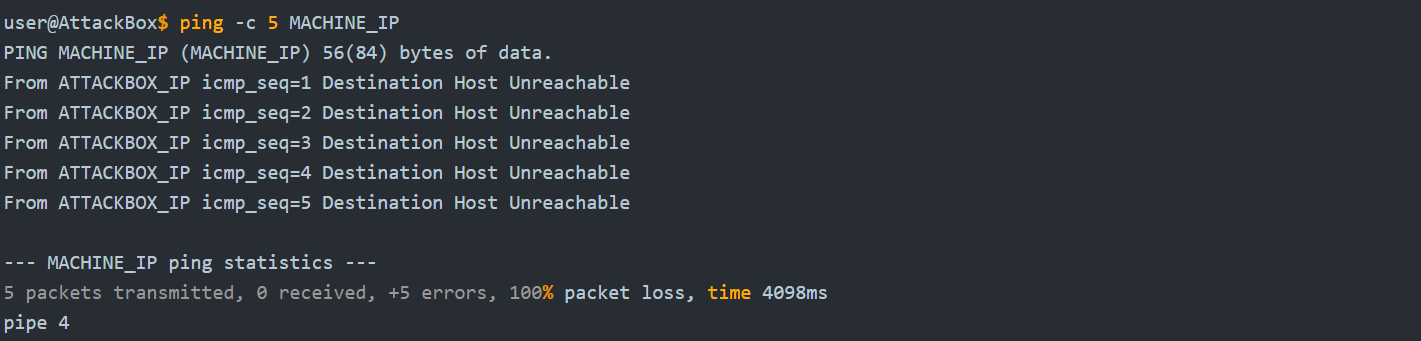 user@AttackBox$ ping -c 5 MACHINE_IP
PING MACHINE_IP (MACHINE_IP) 56(84) bytes of data.
From ATTACKBOX_IP icmp_seq=1 Destination Host Unreachable
From ATTACKBOX_IP icmp_seq=2 Destination Host Unreachable
From ATTACKBOX_IP icmp_seq=3 Destination Host Unreachable
From ATTACKBOX_IP icmp_seq=4 Destination Host Unreachable
From ATTACKBOX_IP icmp_seq=5 Destination Host Unreachable

--- MACHINE_IP ping statistics ---
5 packets transmitted, 0 received, +5 errors, 100% packet loss, time 4098ms
pipe 4